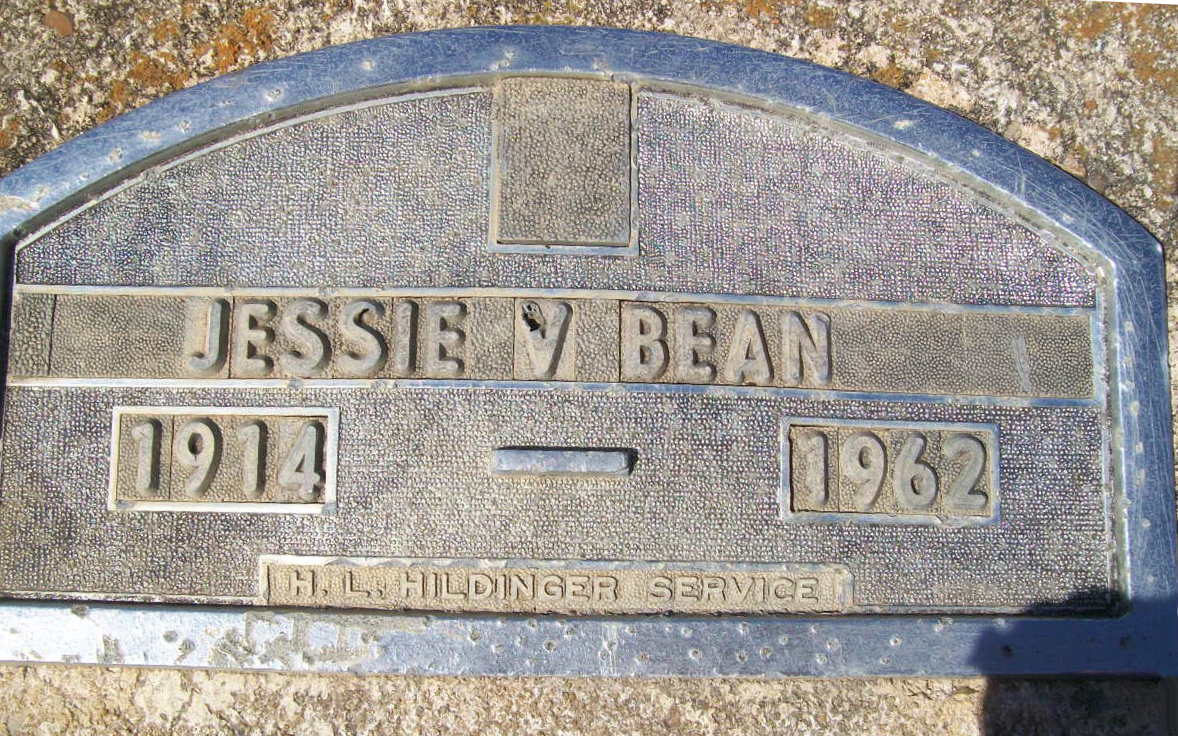 JESSIE V BEAN
1914 — 1962
H. L. HILDINGER SERVICE